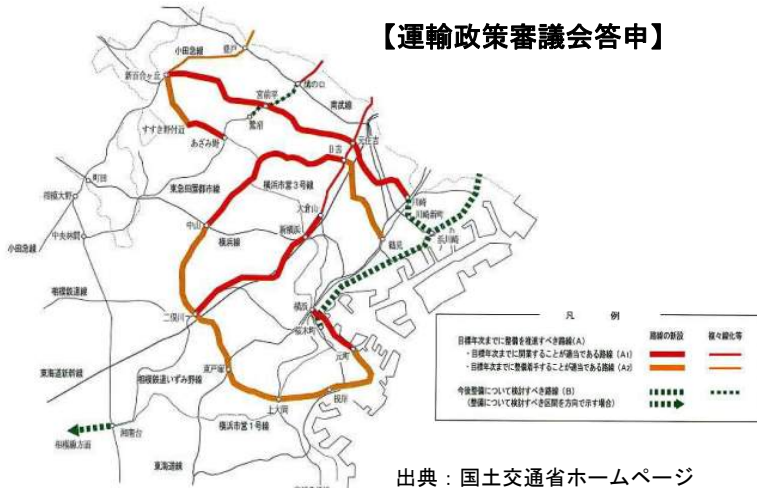 【運輸政策審議会答申】
小田急線
登戸
新百合ヶ丘
宮前平
溝の口
南武線
すすき野付近
鷺沼
あざみ野
元住吉
日吉
町田
相模大野
東急田園都市線
横浜市営3号線
川崎
川崎新町
大倉山
浜川崎
中山
新横浜
鶴見
小田急線
中央林間
横浜線
相模鉄道線
横浜
二俣川
桜木町
元町
東海道新幹線
相模鉄道いずみ野線
東戸塚
根岸
上大岡
湘南台
相模線方面
横浜市営1号線
東海道線
凡 例
目標年次までに整備を推進すべき路線(A)
路線の新設
複々線化等
・目標年次までに開業することが適当である路線(A1)
・目標年次までに整備着手することが適当である路線(A2)
今後整備について検討すべき路線(B)
(整備について検討すべき区間を方向で示す場合)
出典：国土交通省ホームページ